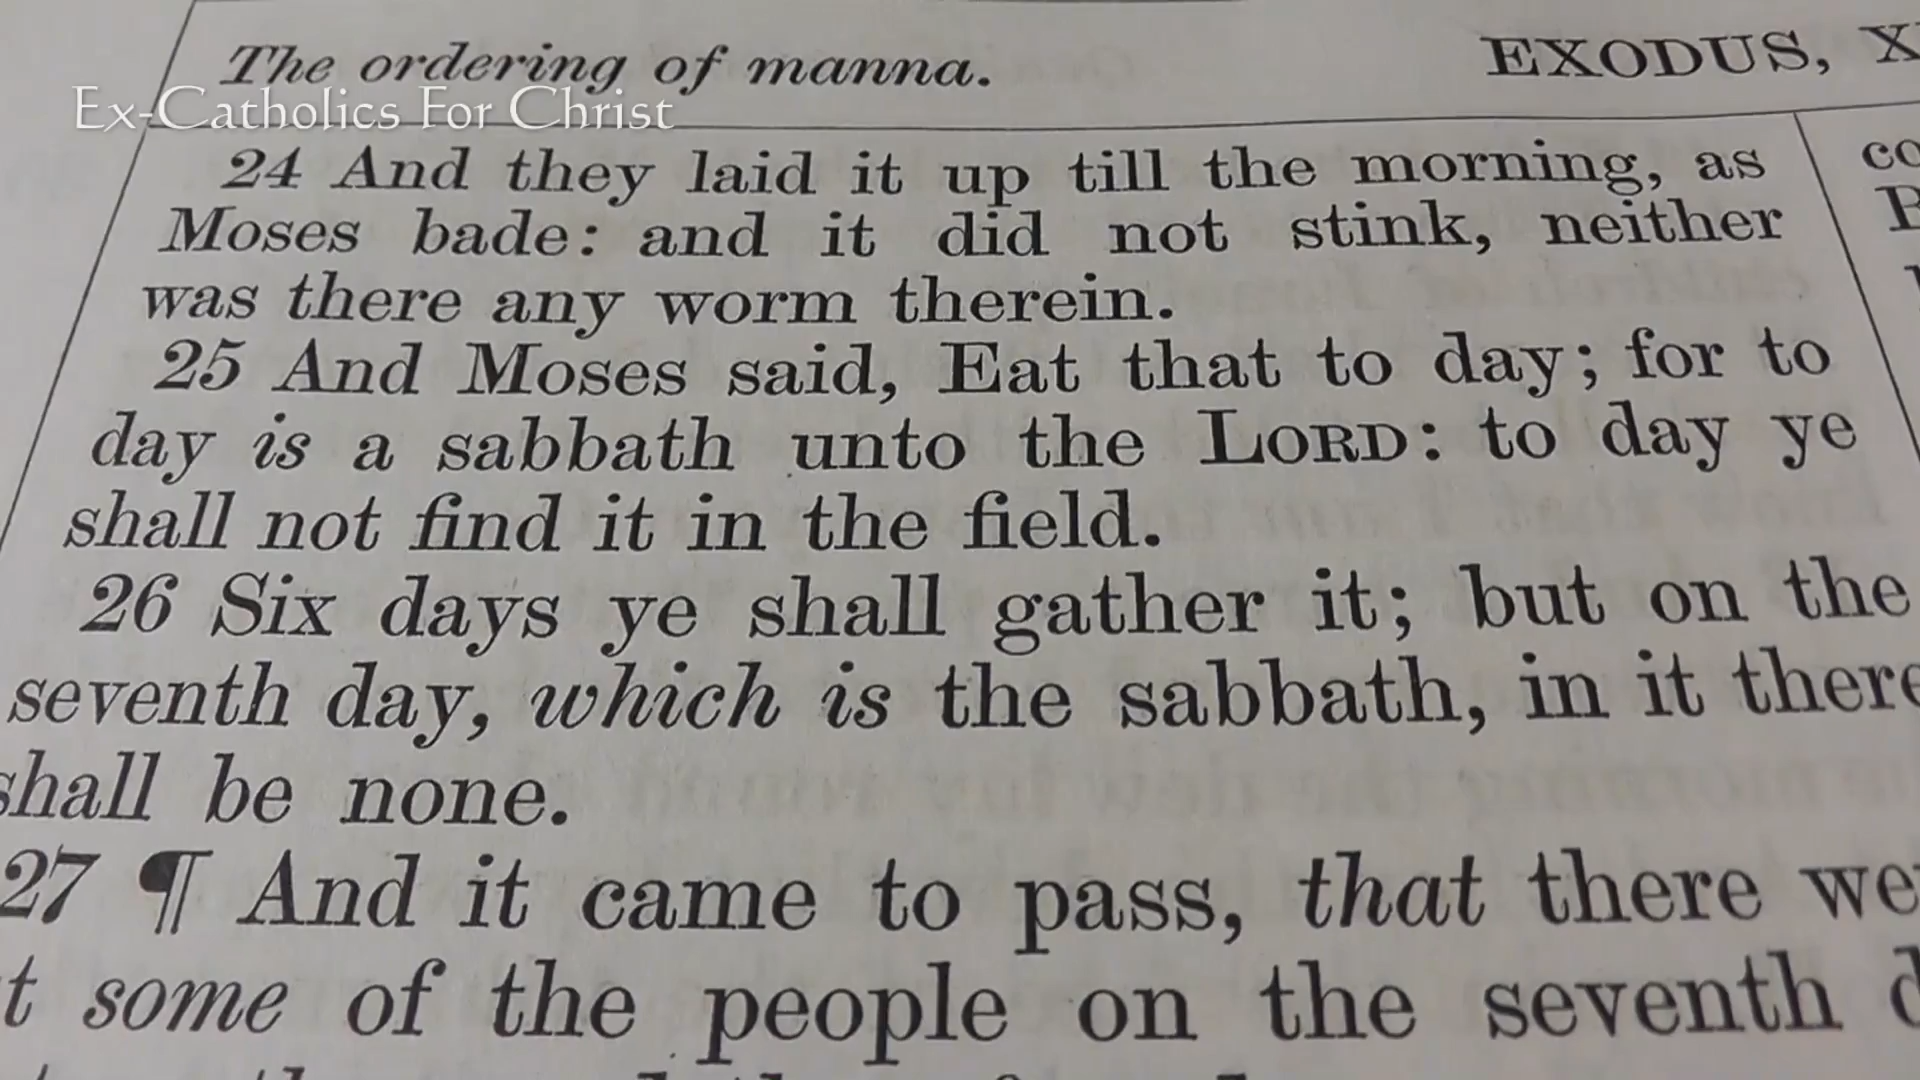 The ordering of manna.
EXODUS,
Ex-Catholics For Christ
24 And they laid it up till the morning, as
Moses bade: and it did not stink, neither
was there any worm therein.
25 And Moses said, Eat that to day; for to
day is a sabbath unto the LORD: to day ye
shall not find it in the field.
26 Six days ye shall gather it; but on the
seventh day, which is the sabbath, in it there
shall be none.
27 ¶ And it came to pass, that there
some of the people on the seventh